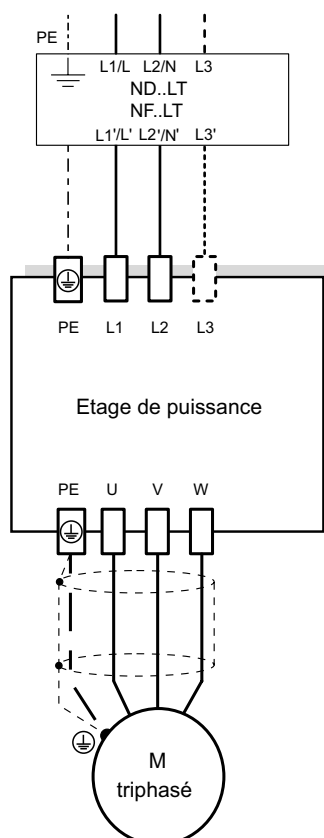 PE
L1/L L2/N L3
ND..LT
NF..LT
L1'/L' L2'/N' L3'
PE L1 L2 L3
Etage de puissance
PE U V W
M
triphasé